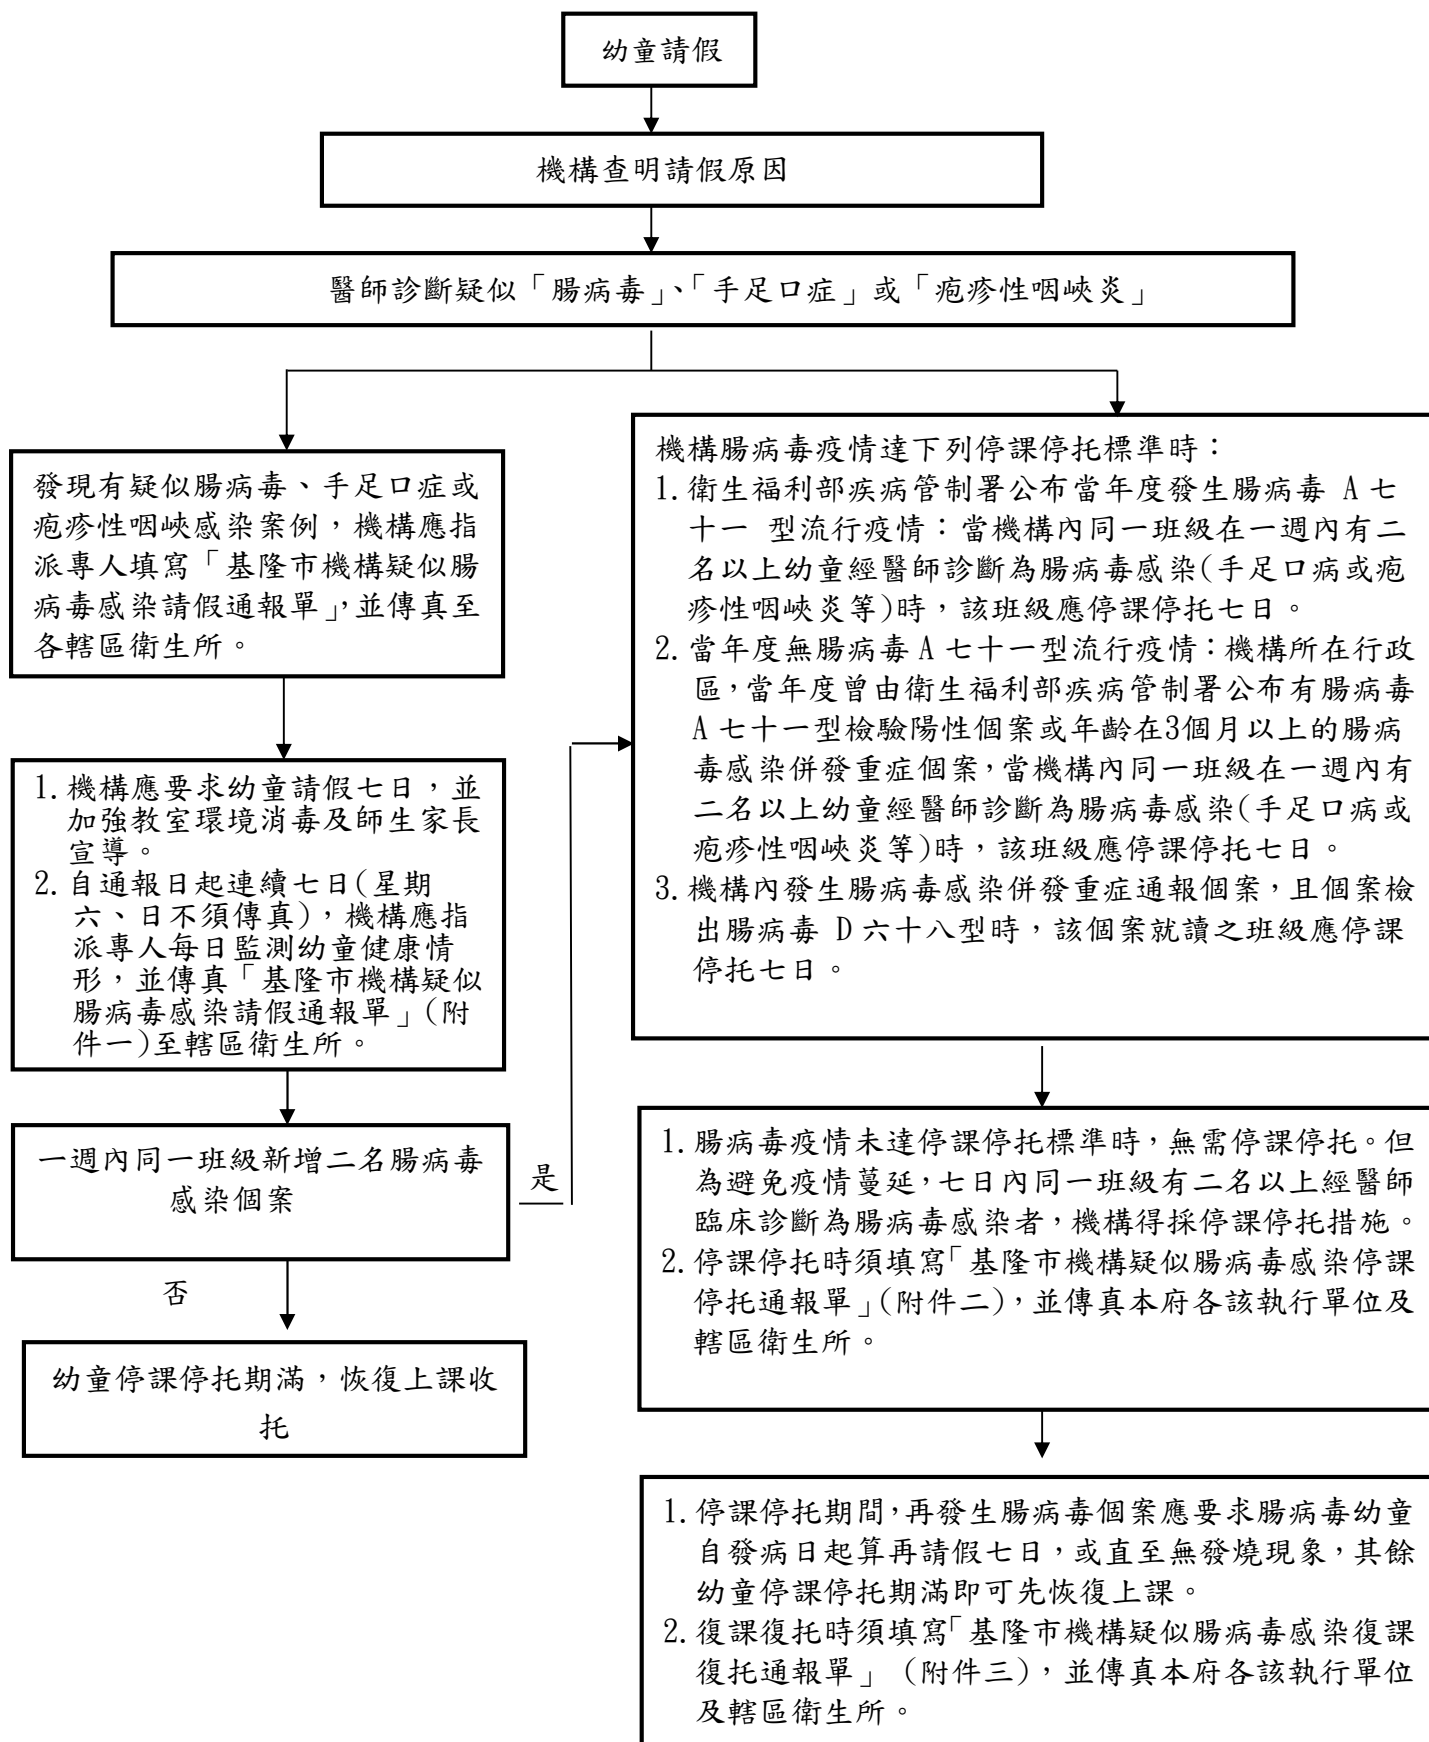 幼童請假
機構查明請假原因
醫師診斷疑似「腸病毒」、「手足口症」或「疱疹性咽峽炎」
發現有疑似腸病毒、手足口症或
疱疹性咽峽感染案例，機構應指
派專人填寫「基隆市機構疑似腸
病毒感染請假通報單」，並傳真至
各轄區衛生所。
1. 機構應要求幼童請假七日，並
加強教室環境消毒及師生家長
宣導。
2. 自通報日起連續七日(星期
六、日不須傳真)，機構應指
派專人每日監測幼童健康情
形，並傳真「基隆市機構疑似
腸病毒感染請假通報單」(附
件一)至轄區衛生所。
一週內同一班級新增二名腸病毒
感染個案
是
否
幼童停課停托期滿，恢復上課收
托
機構腸病毒疫情達下列停課停托標準時：
1. 衛生福利部疾病管制署公布當年度發生腸病毒 A 七
十一 型流行疫情：當機構內同一班級在一週內有二
名以上幼童經醫師診斷為腸病毒感染(手足口病或疱
疹性咽峽炎等)時，該班級應停課停托七日。
2. 當年度無腸病毒 A 七十一型流行疫情：機構所在行政
區，當年度曾由衛生福利部疾病管制署公布有腸病毒
A 七十一型檢驗陽性個案或年齡在3個月以上的腸病
毒感染併發重症個案，當機構內同一班級在一週內有
二名以上幼童經醫師診斷為腸病毒感染(手足口病或
疱疹性咽峽炎等)時，該班級應停課停托七日。
3. 機構內發生腸病毒感染併發重症通報個案，且個案檢
出腸病毒 D 六十八型時，該個案就讀之班級應停課
停托七日。
1. 腸病毒疫情未達停課停托標準時，無需停課停托。但
為避免疫情蔓延，七日內同一班級有二名以上經醫師
臨床診斷為腸病毒感染者，機構得採停課停托措施。
2. 停課停托時須填寫「基隆市機構疑似腸病毒感染停課
停托通報單」(附件二)，並傳真本府各該執行單位及
轄區衛生所。
1. 停課停托期間，再發生腸病毒個案應要求腸病毒幼童
自發病日起算再請假七日，或直至無發燒現象，其餘
幼童停課停托期滿即可先恢復上課。
2. 復課復托時須填寫「基隆市機構疑似腸病毒感染復課
復托通報單」 (附件三)，並傳真本府各該執行單位
及轄區衛生所。